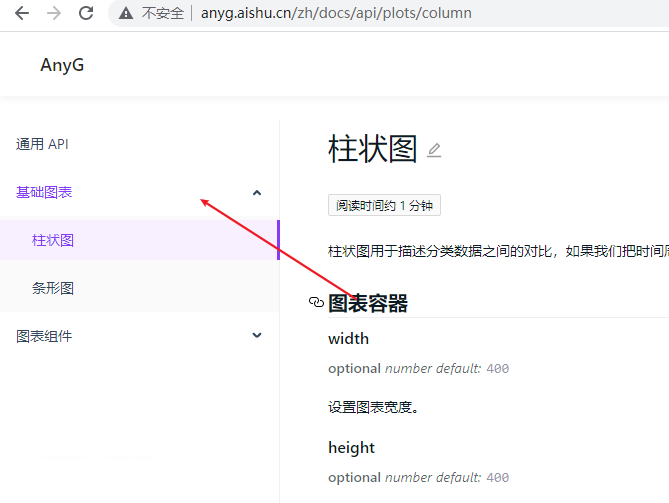 不安全 anyg.aishu.cn/zh/docs/api/plots/column
AnyG
通用 API
基础图表
柱状图
条形图
图表组件
柱状图
阅读时间约 1 分钟
柱状图用于描述分类数据之间的对比，如果我们把时间
图表容器
width
optional number default: 400
设置图表宽度。
height
optional number default: 400